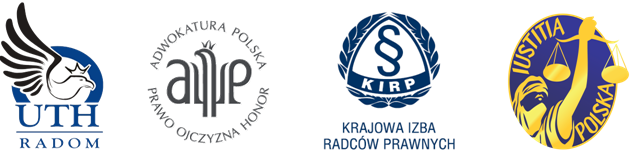 UTH
RADOM
ADWOKATURA POLSKA
PRAWO OJCZYZNA HONOR
§
KIRP
KRAJOWA IZBA
RADCÓW PRAWNYCH
IUSTITIA
POLSKA